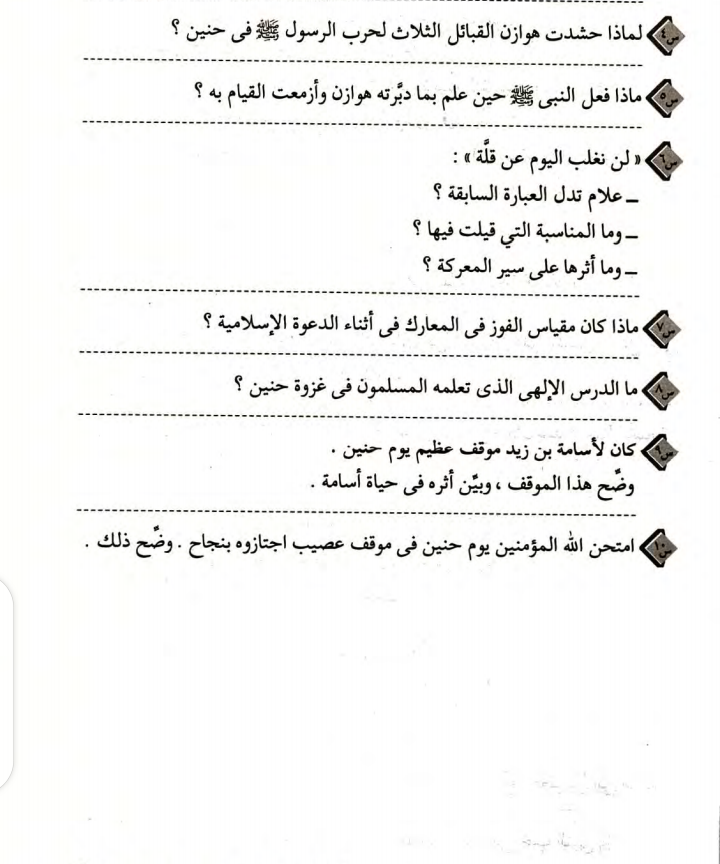 س٤ لماذا حشدت هوازن القبائل الثلاث لحرب الرسول ﷺ فى حنين ؟
س٥ ماذا فعل النبى ﷺ حين علم بما دبَّرته هوازن وأزمعت القيام به ؟
س٦ « لن نغلب اليوم عن قلَّة » :
ــ علام تدل العبارة السابقة ؟
ــ وما المناسبة التي قيلت فيها ؟
ــ وما أثرها على سير المعركة ؟
س٧ ماذا كان مقياس الفوز فى المعارك فى أثناء الدعوة الإسلامية ؟
س٨ ما الدرس الإلهى الذى تعلمه المسلمون فى غزوة حنين ؟
س٩ كان لأسامة بن زيد موقف عظيم يوم حنين .
وضِّح هذا الموقف ، وبيِّن أثره فى حياة أسامة .
س١٠ امتحن الله المؤمنين يوم حنين فى موقف عصيب اجتازوه بنجاح . وضِّح ذلك .